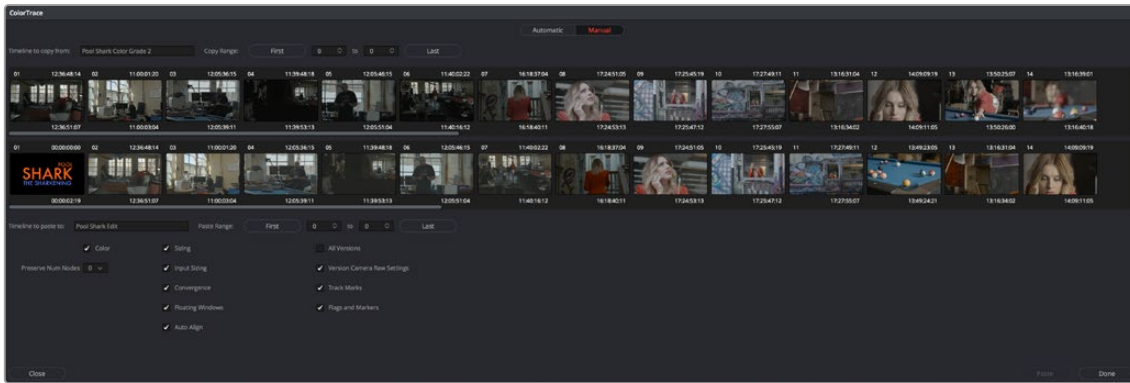 ColorTrace
Automatic Manual
Timeline to copy from: Pool Shark Color Grade 2 Copy Range: First 0 to 0 Last
01 12:36:48:14 02 11:00:01:20 03 12:05:36:15 04 11:39:48:18 05 12:05:46:15 06 11:40:02:22 07 16:18:37:04 08 17:24:51:05 09 17:25:45:19 10 17:27:49:11 11 13:16:31:04 12 14:09:09:19 13 13:50:25:07 14 13:16:39:01
12:36:51:07 11:00:03:04 12:05:39:11 11:39:53:13 12:05:51:04 11:40:16:12 16:18:40:11 17:24:53:13 17:25:47:12 17:27:55:07 13:16:34:02 14:09:11:05 13:50:26:00 13:16:40:18
01 00:00:00:00 02 12:36:48:14 03 11:00:01:20 04 12:05:36:15 05 11:39:48:18 06 12:05:46:15 07 11:40:02:22 08 16:18:37:04 09 17:24:51:05 10 17:25:45:19 11 17:27:49:11 12 13:49:23:05 13 13:16:31:04 14 14:09:09:19
POOL
SHARK
THE SHARKENING
00:00:02:19 12:36:51:07 11:00:03:04 12:05:39:11 11:39:53:13 12:05:51:04 11:40:16:12 16:18:40:11 17:24:53:13 17:25:47:12 17:27:55:07 13:49:24:21 13:16:34:02 14:09:11:05
Timeline to paste to: Pool Shark Edit Paste Range: First 0 to 0 Last
Color Sizing All Versions
Preserve Num Nodes 0 Input Sizing Version Camera Raw Settings
Convergence Track Marks
Floating Windows Flags and Markers
Auto Align
Close Paste Done